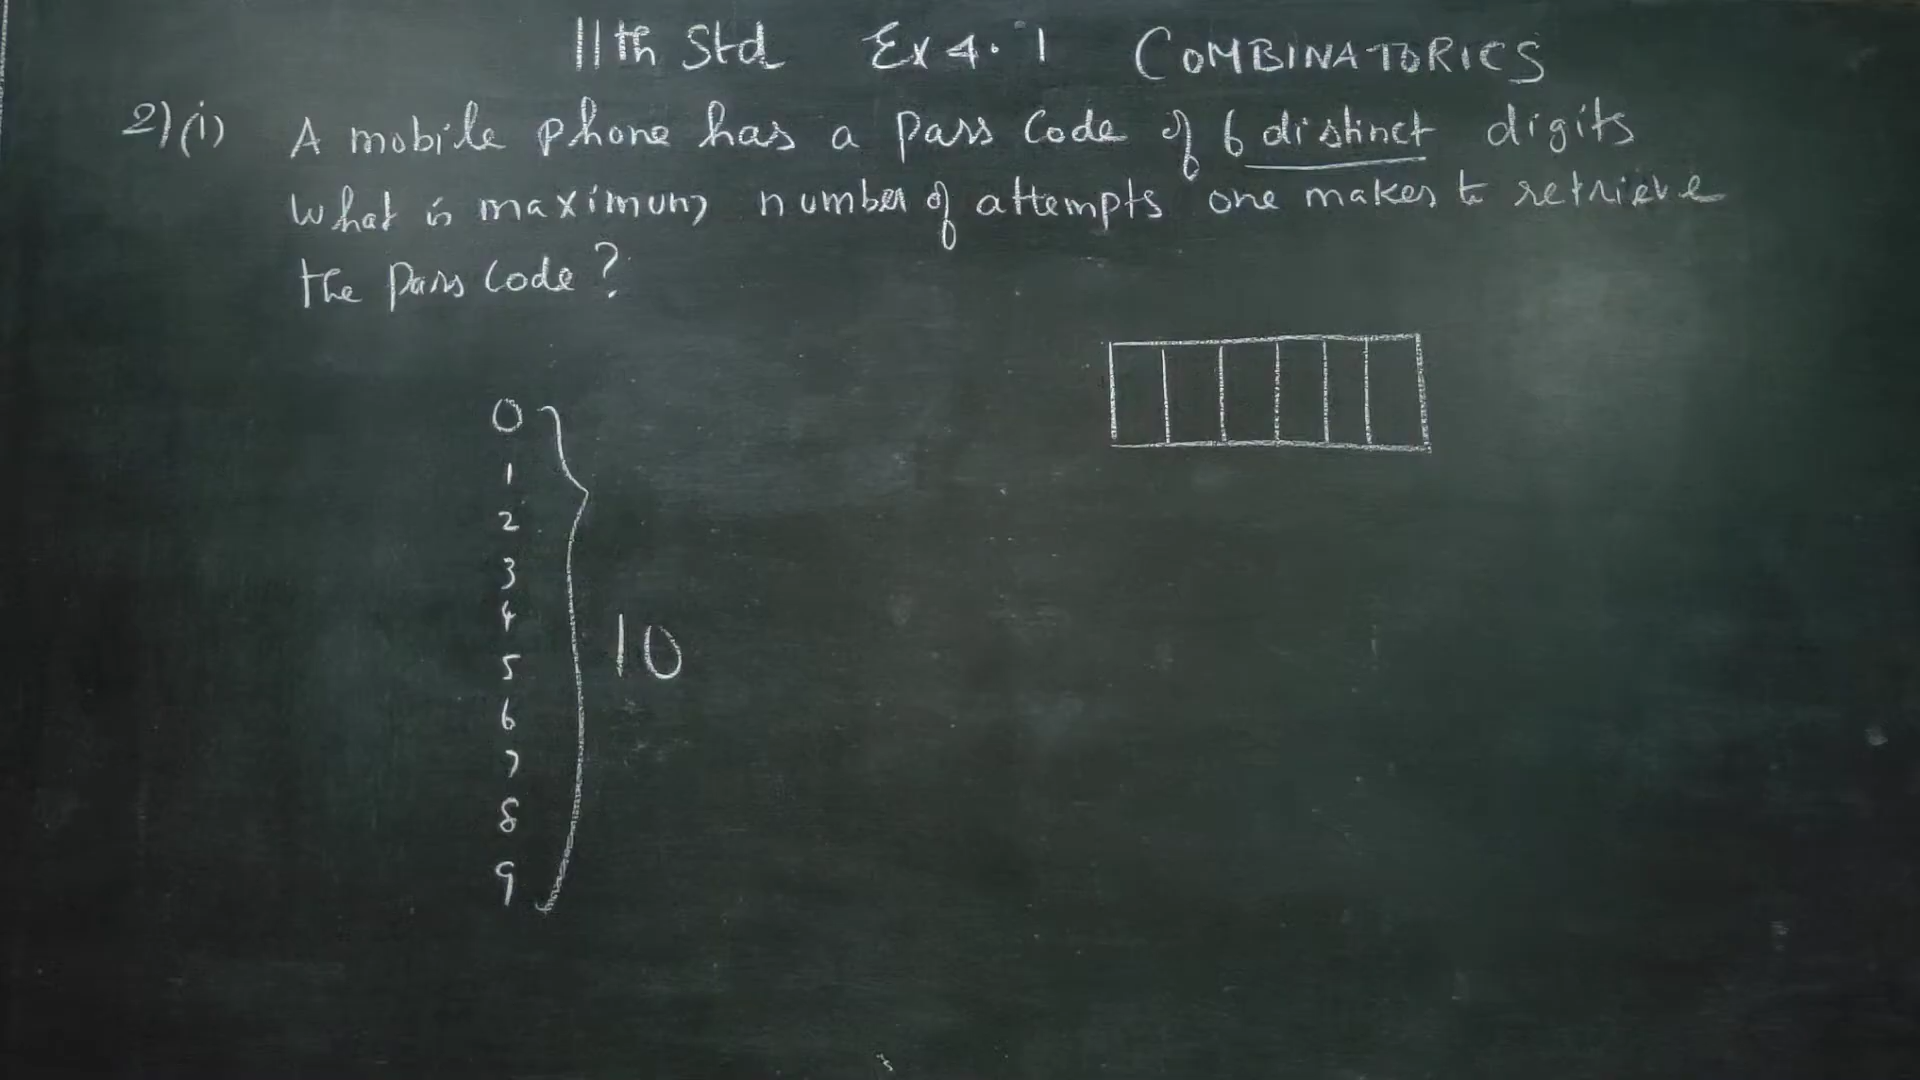 11th Std Ex 4.1 COMBINATORICS
2)(i) A mobile phone has a pass code of 6 distinct digits
What is maximum number of attempts one makes to retrieve
the pass code?
0
1
2
3
4
5
6
7
8
9
10